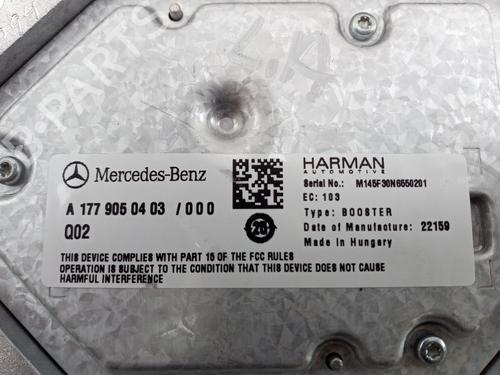 Mercedes-Benz
A 177 905 04 03 / 000
Q02
HARMAN
AUTOMOTIVE
Serial No.: M145F30N6550201
EC: 103
Type: BOOSTER
Date of Manufacture: 22159
Made in Hungary
THIS DEVICE COMPLIES WITH PART 15 OF THE FCC RULES
OPERATION IS SUBJECT TO THE CONDITION THAT THIS DEVICE DOES NOT CAUSE
HARMFUL INTERFERENCE